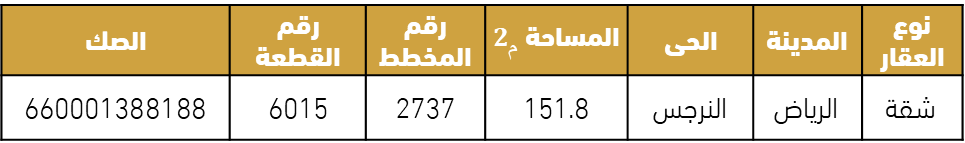 نوع العقار
المدينة
الحى
المساحة م2
رقم المخطط
رقم القطعة
الصك
شقة
الرياض
النرجس
151.8
2737
6015
660001388188